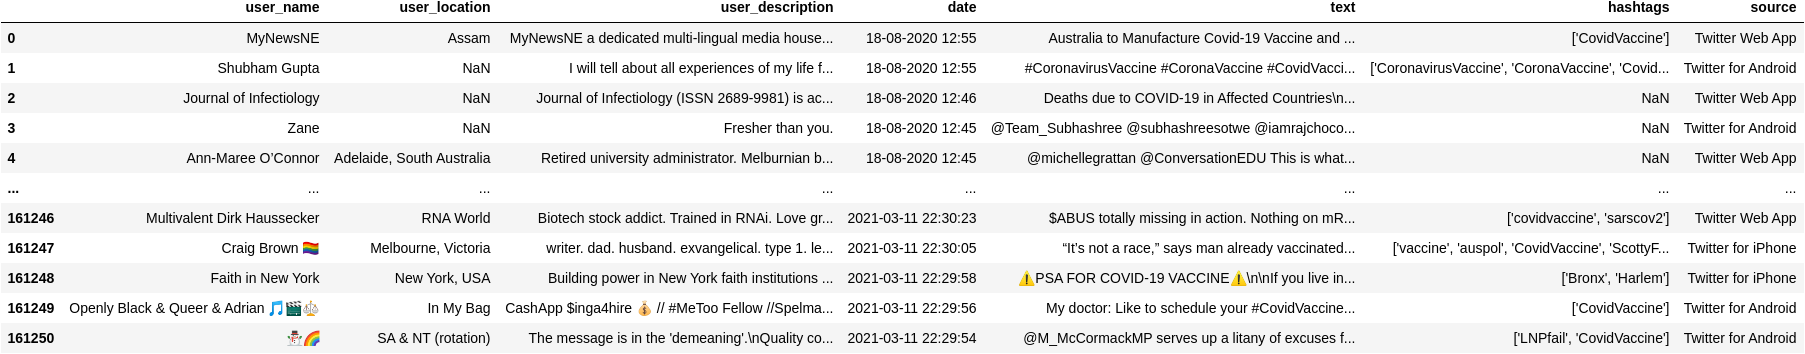 user_name user_location user_description date text hashtags source
0 MyNewsNE Assam MyNewsNE a dedicated multi-lingual media house... 18-08-2020 12:55 Australia to Manufacture Covid-19 Vaccine and ... ['CovidVaccine'] Twitter Web App
1 Shubham Gupta NaN I will tell about all experiences of my life f... 18-08-2020 12:55 #CoronavirusVaccine #CoronaVaccine #CovidVacci... ['CoronavirusVaccine', 'CoronaVaccine', 'Covid... Twitter for Android
2 Journal of Infectiology NaN Journal of Infectiology (ISSN 2689-9981) is ac... 18-08-2020 12:46 Deaths due to COVID-19 in Affected Countries\n... NaN Twitter Web App
3 Zane NaN Fresher than you. 18-08-2020 12:45 @Team_Subhashree @subhashreesotwe @iamrajchoco... NaN Twitter for Android
4 Ann-Maree O’Connor Adelaide, South Australia Retired university administrator. Melburnian b... 18-08-2020 12:45 @michellegrattan @ConversationEDU This is what... NaN Twitter Web App
... ... ... ... ... ... ... ...
161246 Multivalent Dirk Haussecker RNA World Biotech stock addict. Trained in RNAi. Love gr... 2021-03-11 22:30:23 $ABUS totally missing in action. Nothing on mR... ['covidvaccine', 'sarscov2'] Twitter Web App
161247 Craig Brown 🏳️‍🌈 Melbourne, Victoria writer. dad. husband. exvangelical. type 1. le... 2021-03-11 22:30:05 “It’s not a race,” says man already vaccinated... ['vaccine', 'auspol', 'CovidVaccine', 'ScottyF... Twitter for iPhone
161248 Faith in New York New York, USA Building power in New York faith institutions ... 2021-03-11 22:29:58 ⚠️PSA FOR COVID-19 VACCINE⚠️\n\nIf you live in... ['Bronx', 'Harlem'] Twitter for iPhone
161249 Openly Black & Queer & Adrian 🎵🎬⚖️ In My Bag CashApp $inga4hire 💰 // #MeToo Fellow //Spelma... 2021-03-11 22:29:56 My doctor: Like to schedule your #CovidVaccine... ['CovidVaccine'] Twitter for Android
161250 ⛄🌈 SA & NT (rotation) The message is in the 'demeaning'.\nQuality co... 2021-03-11 22:29:54 @M_McCormackMP serves up a litany of excuses f... ['LNPfail', 'CovidVaccine'] Twitter for Android